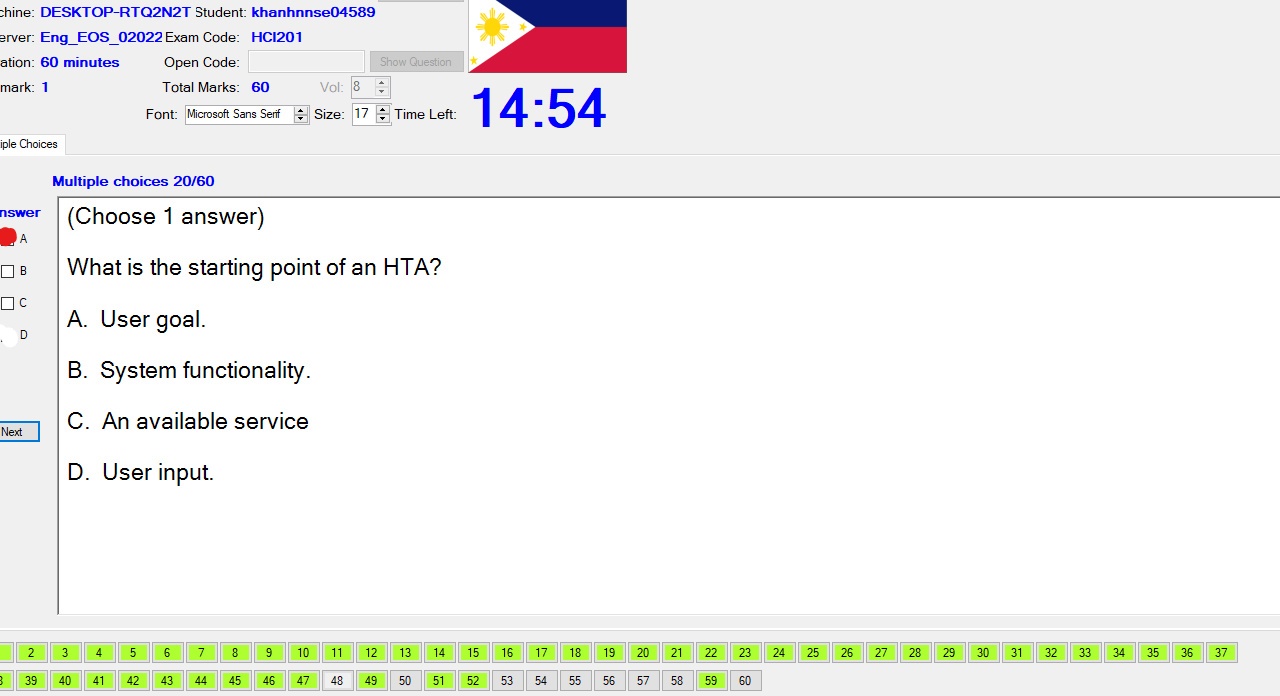 chine: DESKTOP-RTQ2N2T Student: khanhnnse04589
erver: Eng_EOS_02022 Exam Code: HCI201
ation: 60 minutes Open Code: Show Question
mark: 1 Total Marks: 60 Vol: 8
Font: Microsoft Sans Serif Size: 17 Time Left: 14:54
iple Choices
Multiple choices 20/60
nswer
A
B
C
D
Next
(Choose 1 answer)
What is the starting point of an HTA?
A. User goal.
B. System functionality.
C. An available service
D. User input.
2 3 4 5 6 7 8 9 10 11 12 13 14 15 16 17 18 19 20 21 22 23 24 25 26 27 28 29 30 31 32 33 34 35 36 37
39 40 41 42 43 44 45 46 47 48 49 50 51 52 53 54 55 56 57 58 59 60